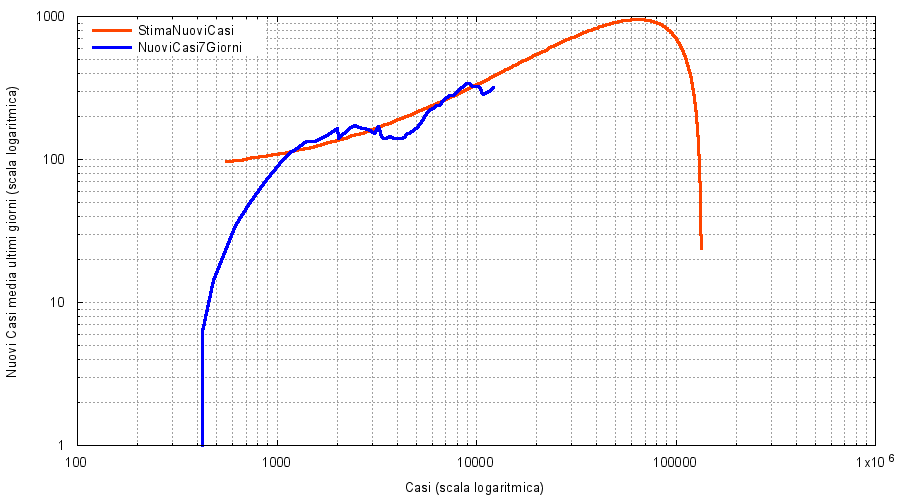 1000
StimaNuoviCasi
NuoviCasi7Giorni
100
10
1
Nuovi Casi media ultimi giorni (scala logaritmica)
100
1000
10000
100000
1x10 6
Casi (scala logaritmica)